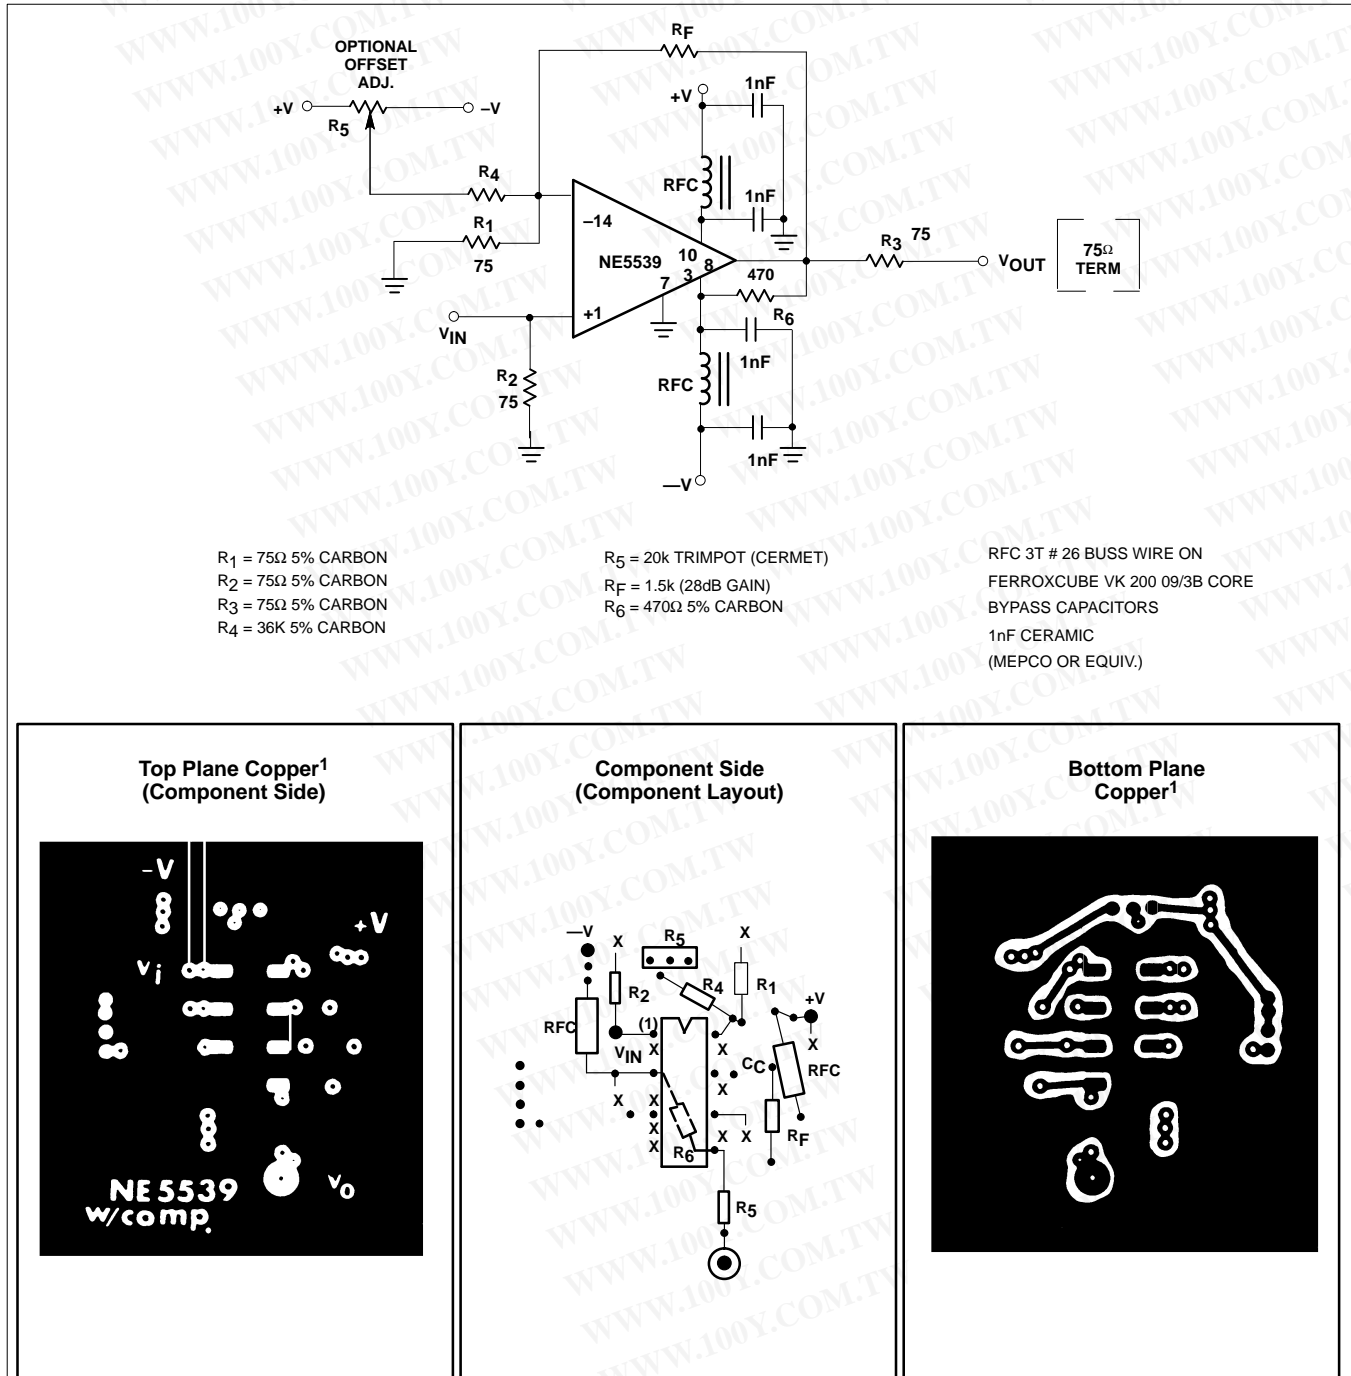 OPTIONAL
OFFSET
ADJ.
+V
–V
R5
RF
+V
1nF
RFC
1nF
R4
R1
75
–14
NE5539
10
3
8
7
+1
VIN
R2
75
470
R6
1nF
RFC
1nF
—V
R3 75
VOUT
75Ω
TERM
R1 = 75Ω 5% CARBON
R2 = 75Ω 5% CARBON
R3 = 75Ω 5% CARBON
R4 = 36K 5% CARBON
R5 = 20k TRIMPOT (CERMET)
RF = 1.5k (28dB GAIN)
R6 = 470Ω 5% CARBON
RFC 3T # 26 BUSS WIRE ON
FERROXCUBE VK 200 09/3B CORE
BYPASS CAPACITORS
1nF CERAMIC
(MEPCO OR EQUIV.)
Top Plane Copper1
(Component Side)
-V
+V
vi
NE5539
w/comp.
vo
Component Side
(Component Layout)
—V
X
R5
X
R2
R4
R1
RFC
(1)
+V
VIN
X
X
X
CC
RFC
X
X
X
X
X
X
X
R6
RF
R5
Bottom Plane
Copper1
WWW.100Y.COM.TW